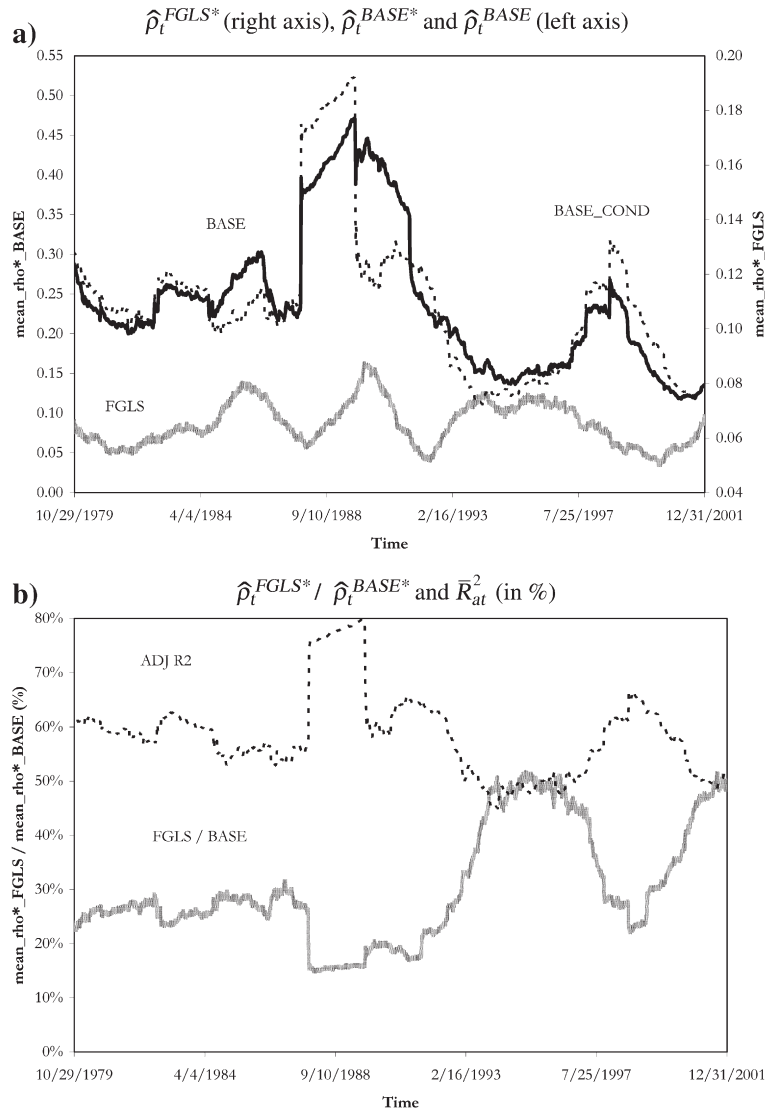 a)
ρ̂_t^{FGLS*} (right axis), ρ̂_t^{BASE*} and ρ̂_t^{BASE} (left axis)
0.55
0.50
0.45
0.40
0.35
0.30
0.25
0.20
0.15
0.10
0.05
0.00
mean_rho*_BASE
0.20
0.18
0.16
0.14
0.12
0.10
0.08
0.06
0.04
mean_rho*_FGLS
BASE
BASE_COND
FGLS
10/29/1979 4/4/1984 9/10/1988 2/16/1993 7/25/1997 12/31/2001
Time
b)
ρ̂_t^{FGLS*} / ρ̂_t^{BASE*} and R̄²_{at} (in %)
80%
70%
60%
50%
40%
30%
20%
10%
0%
mean_rho*_FGLS / mean_rho*_BASE (%)
ADJ R2
FGLS / BASE
10/29/1979 4/4/1984 9/10/1988 2/16/1993 7/25/1997 12/31/2001
Time